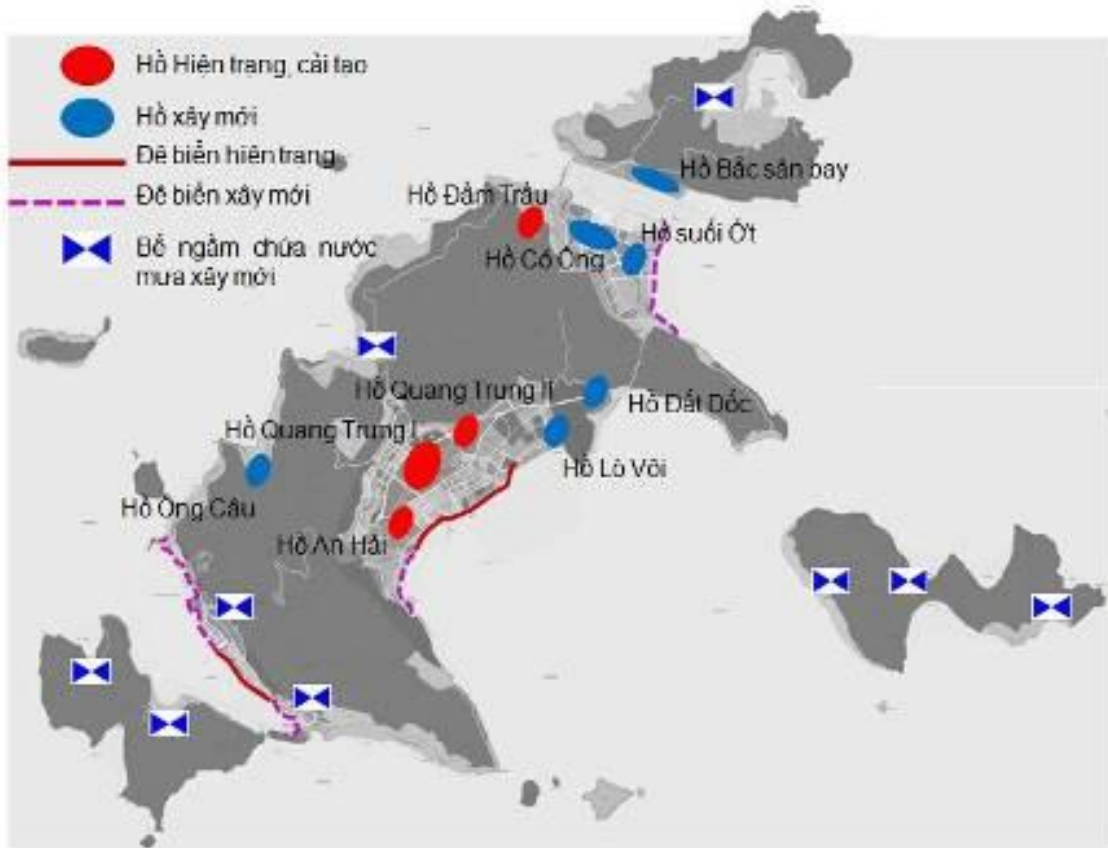 Hồ Hiện trạng, cải tạo
Hồ xây mới
Đê biển hiện trạng
Đê biển xây mới
Bể ngầm chứa nước
mưa xây mới
Hồ Bắc sân bay
Hồ Đầm Trầu
Hồ suối Ớt
Hồ Cỏ Ống
Hồ Quang Trung II
Hồ Đất Dốc
Hồ Quang Trung I
Hồ Lò Vôi
Hồ Ông Câu
Hồ An Hải